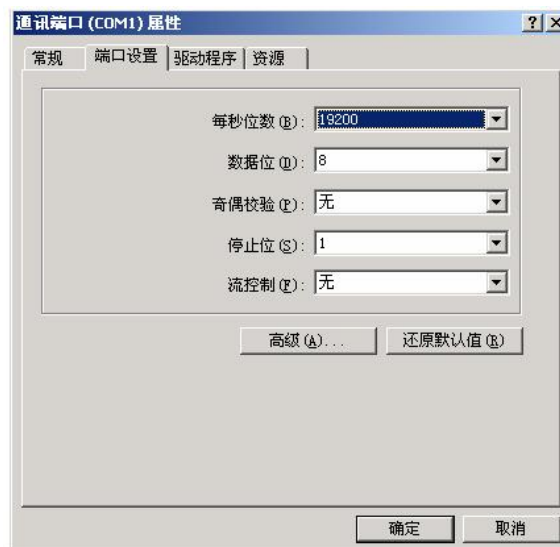 通讯端口 (COM1) 属性
常规 端口设置 驱动程序 资源
每秒位数(B): 19200
数据位(D): 8
奇偶校验(P): 无
停止位(S): 1
流控制(F): 无
高级(A)... 还原默认值(R)
确定 取消